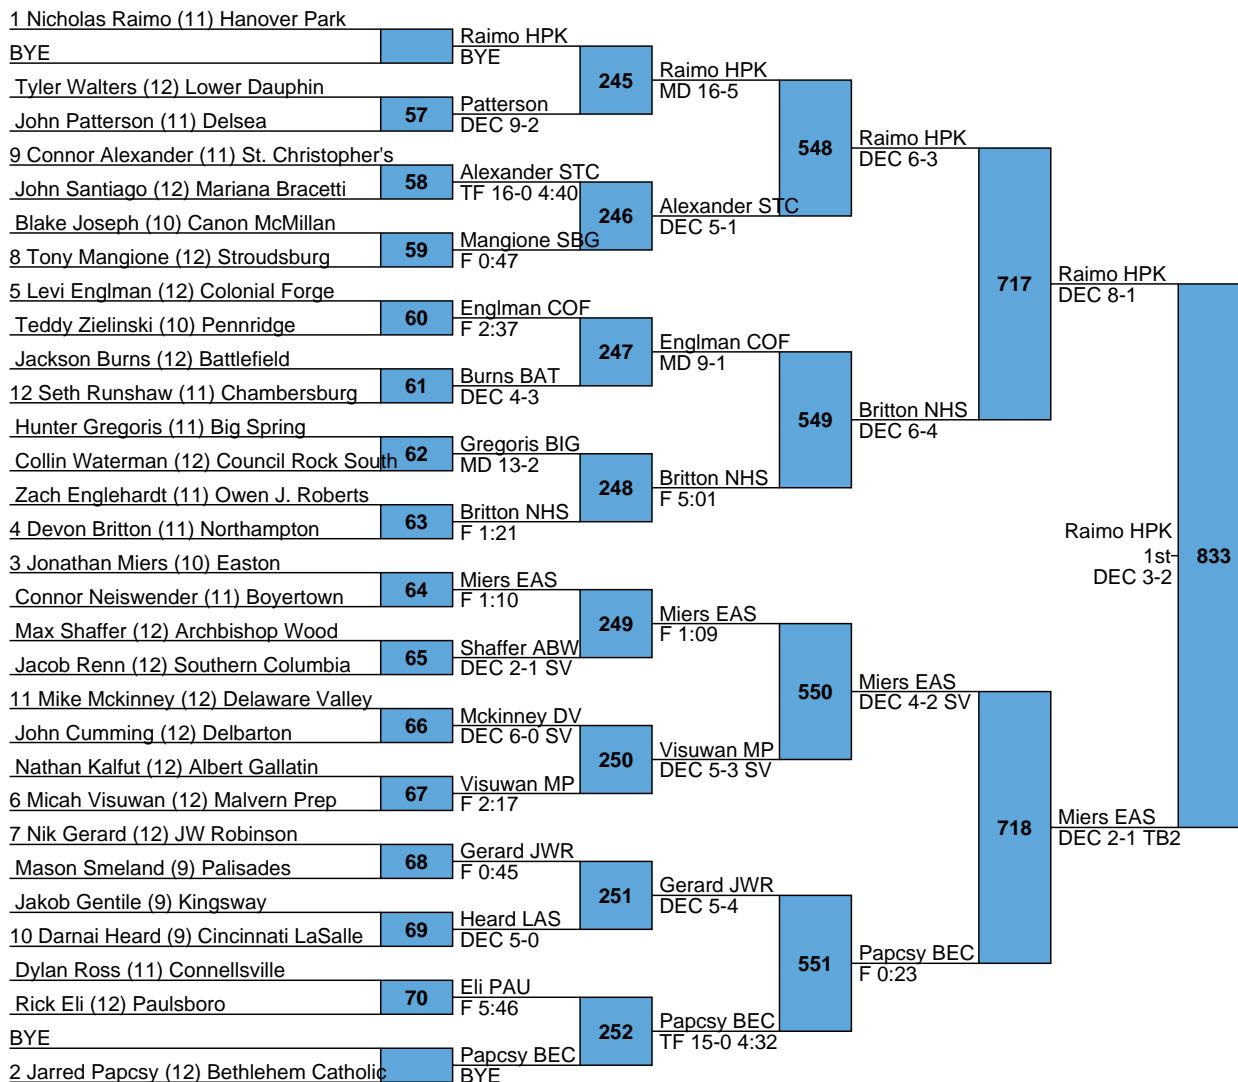 1 Nicholas Raimo (11) Hanover Park
BYE
Tyler Walters (12) Lower Dauphin
John Patterson (11) Delsea
9 Connor Alexander (11) St. Christopher's
John Santiago (12) Mariana Bracetti
Blake Joseph (10) Canon McMillan
8 Tony Mangione (12) Stroudsburg
5 Levi Englman (12) Colonial Forge
Teddy Zielinski (10) Pennridge
Jackson Burns (12) Battlefield
12 Seth Runshaw (11) Chambersburg
Hunter Gregoris (11) Big Spring
Collin Waterman (12) Council Rock South
Zach Englehardt (11) Owen J. Roberts
4 Devon Britton (11) Northampton
3 Jonathan Miers (10) Easton
Connor Neiswender (11) Boyertown
Max Shaffer (12) Archbishop Wood
Jacob Renn (12) Southern Columbia
11 Mike Mckinney (12) Delaware Valley
John Cumming (12) Delbarton
Nathan Kalfut (12) Albert Gallatin
6 Micah Visuwan (12) Malvern Prep
7 Nik Gerard (12) JW Robinson
Mason Smeland (9) Palisades
Jakob Gentile (9) Kingsway
10 Darnai Heard (9) Cincinnati LaSalle
Dylan Ross (11) Connellsville
Rick Eli (12) Paulsboro
BYE
2 Jarred Papcsy (12) Bethlehem Catholic
57
58
59
60
61
62
63
64
65
66
67
68
69
70
Raimo HPK
BYE
Patterson
DEC 9-2
Alexander STC
TF 16-0 4:40
Mangione SBG
F 0:47
Englman COF
F 2:37
Burns BAT
DEC 4-3
Gregoris BIG
MD 13-2
Britton NHS
F 1:21
Miers EAS
F 1:10
Shaffer ABW
DEC 2-1 SV
Mckinney DV
DEC 6-0 SV
Visuwan MP
F 2:17
Gerard JWR
F 0:45
Heard LAS
DEC 5-0
Eli PAU
F 5:46
Papcsy BEC
BYE
245
246
247
248
249
250
251
252
Raimo HPK
MD 16-5
Alexander STC
DEC 5-1
Englman COF
MD 9-1
Britton NHS
F 5:01
Miers EAS
F 1:09
Visuwan MP
DEC 5-3 SV
Gerard JWR
DEC 5-4
Papcsy BEC
TF 15-0 4:32
548
549
550
551
Raimo HPK
DEC 6-3
Britton NHS
DEC 6-4
Miers EAS
DEC 4-2 SV
Papcsy BEC
F 0:23
717
718
Raimo HPK
DEC 8-1
Miers EAS
DEC 2-1 TB2
Raimo HPK
1st
DEC 3-2
833